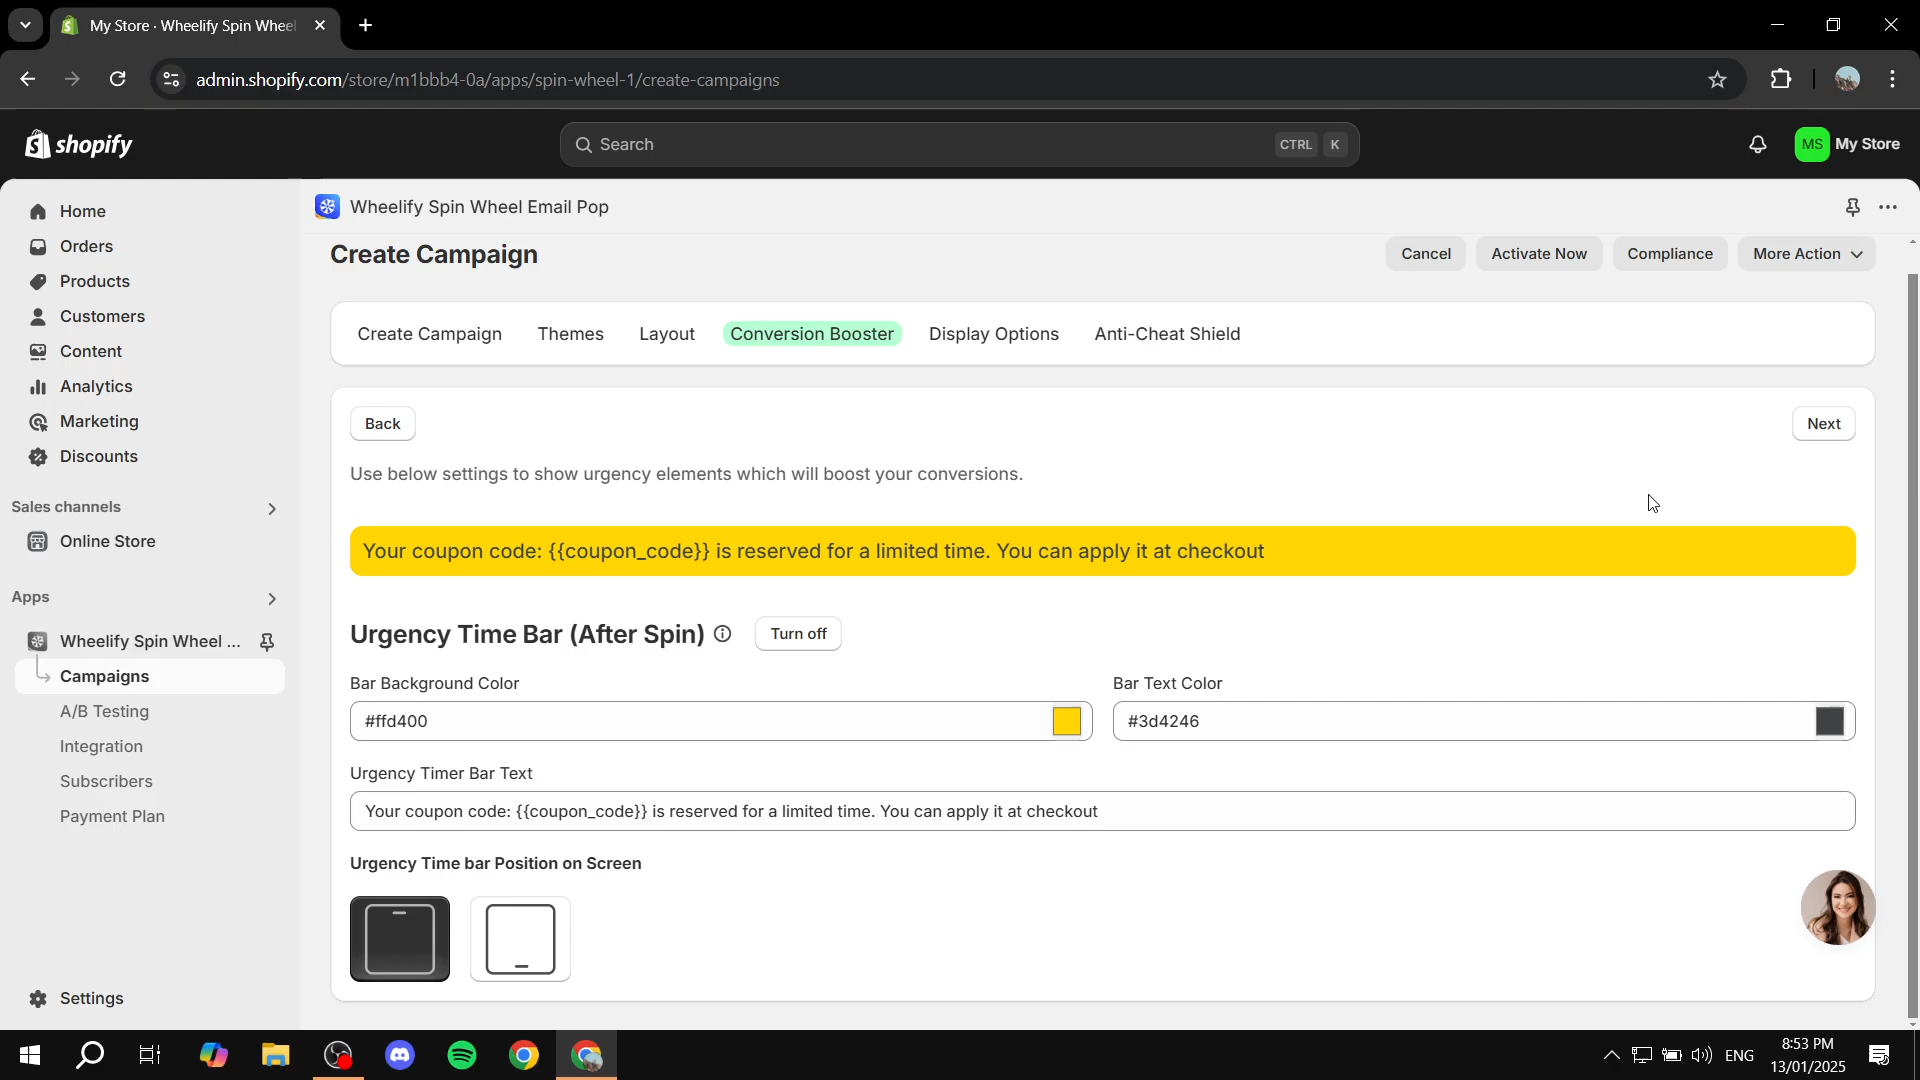 My Store · Wheelify Spin Wheel
admin.shopify.com/store/m1bbb4-0a/apps/spin-wheel-1/create-campaigns
shopify
Search
CTRL K
MS My Store
Home
Orders
Products
Customers
Content
Analytics
Marketing
Discounts
Sales channels
Online Store
Apps
Wheelify Spin Wheel ...
Campaigns
A/B Testing
Integration
Subscribers
Payment Plan
Settings
Wheelify Spin Wheel Email Pop
Create Campaign
Cancel
Activate Now
Compliance
More Action
Create Campaign
Themes
Layout
Conversion Booster
Display Options
Anti-Cheat Shield
Back
Next
Use below settings to show urgency elements which will boost your conversions.
Your coupon code: {{coupon_code}} is reserved for a limited time. You can apply it at checkout
Urgency Time Bar (After Spin)
Turn off
Bar Background Color
#ffd400
Bar Text Color
#3d4246
Urgency Timer Bar Text
Your coupon code: {{coupon_code}} is reserved for a limited time. You can apply it at checkout
Urgency Time bar Position on Screen
ENG
8:53 PM
13/01/2025